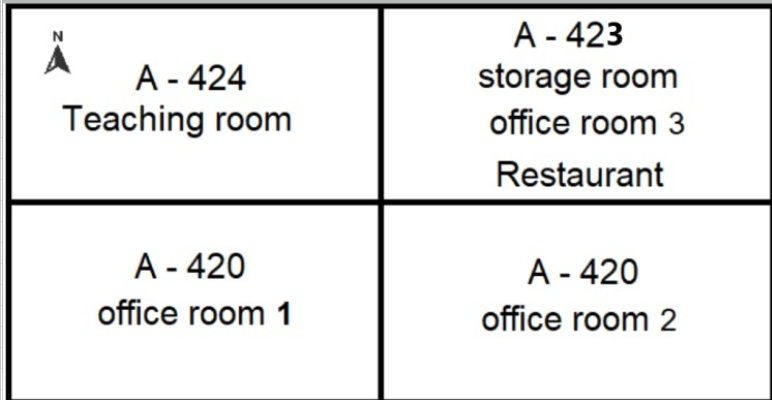 N
A - 424
Teaching room
A - 423
storage room
office room 3
Restaurant
A - 420
office room 1
A - 420
office room 2